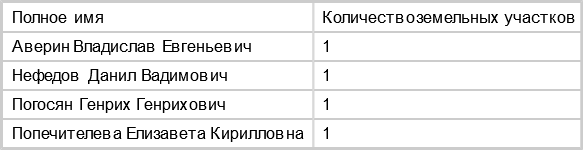 Полное имя Количество земельных участков
Аверин Владислав Евгеньевич 1
Нефедов Данил Вадимович 1
Погосян Генрих Генрихович 1
Попечителева Елизавета Кирилловна 1